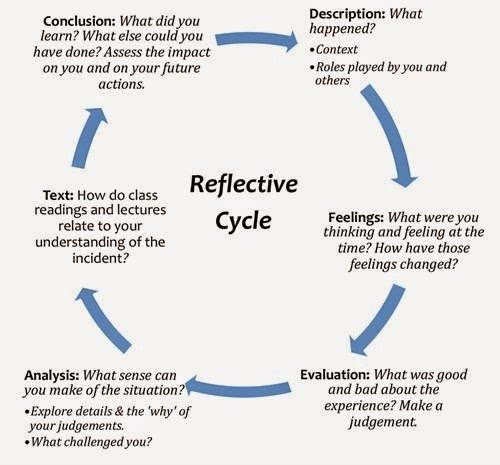 Reflective
Cycle
Description: What
happened?
•Context
•Roles played by you and
others
Feelings: What were you
thinking and feeling at the
time? How have those
feelings changed?
Evaluation: What was good
and bad about the
experience? Make a
judgement.
Analysis: What sense can
you make of the situation?
•Explore details & the 'why' of
your judgements.
•What challenged you?
Text: How do class
readings and lectures
relate to your
understanding of the
incident?
Conclusion: What did you
learn? What else could you
have done? Assess the impact
on you and on your future
actions.